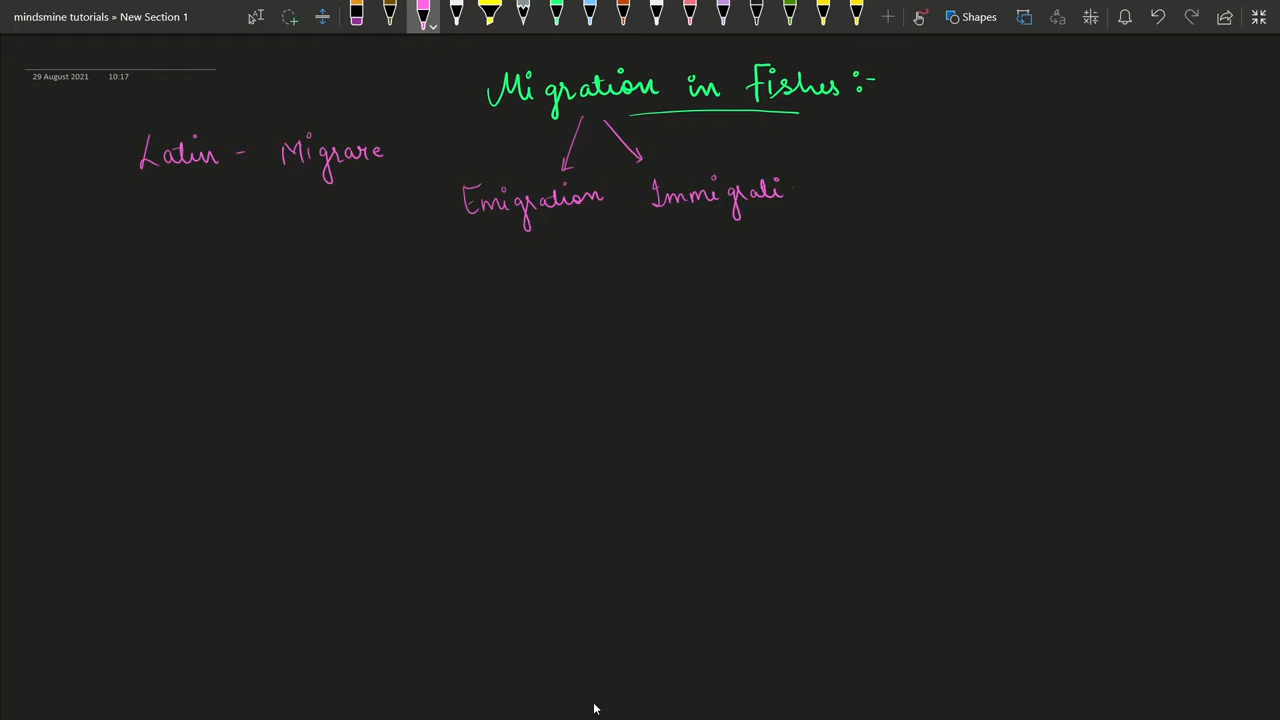 mindsmine tutorials » New Section 1
Shapes
29 August 2021 10:17
Migration in Fishes :-
Latin - Migrare
Emigration Immigrati